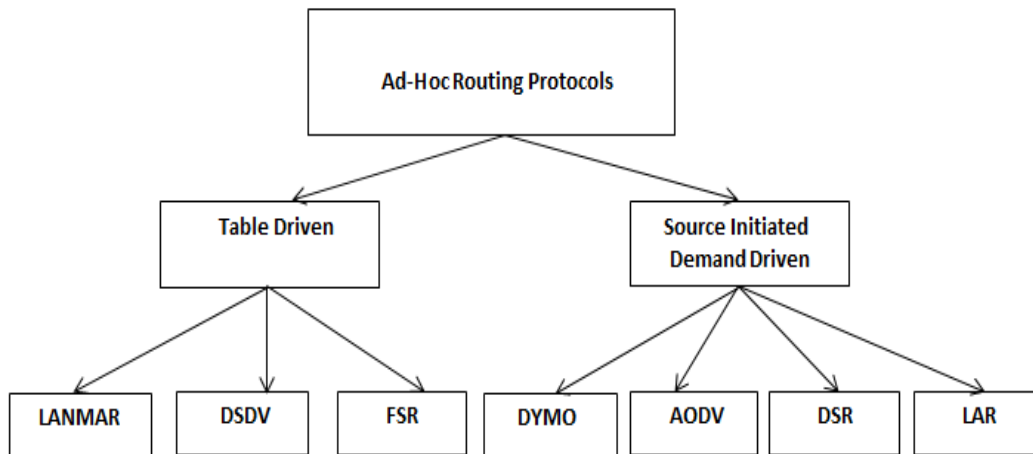 Ad-Hoc Routing Protocols
Table Driven
Source Initiated
Demand Driven
LANMAR
DSDV
FSR
DYMO
AODV
DSR
LAR